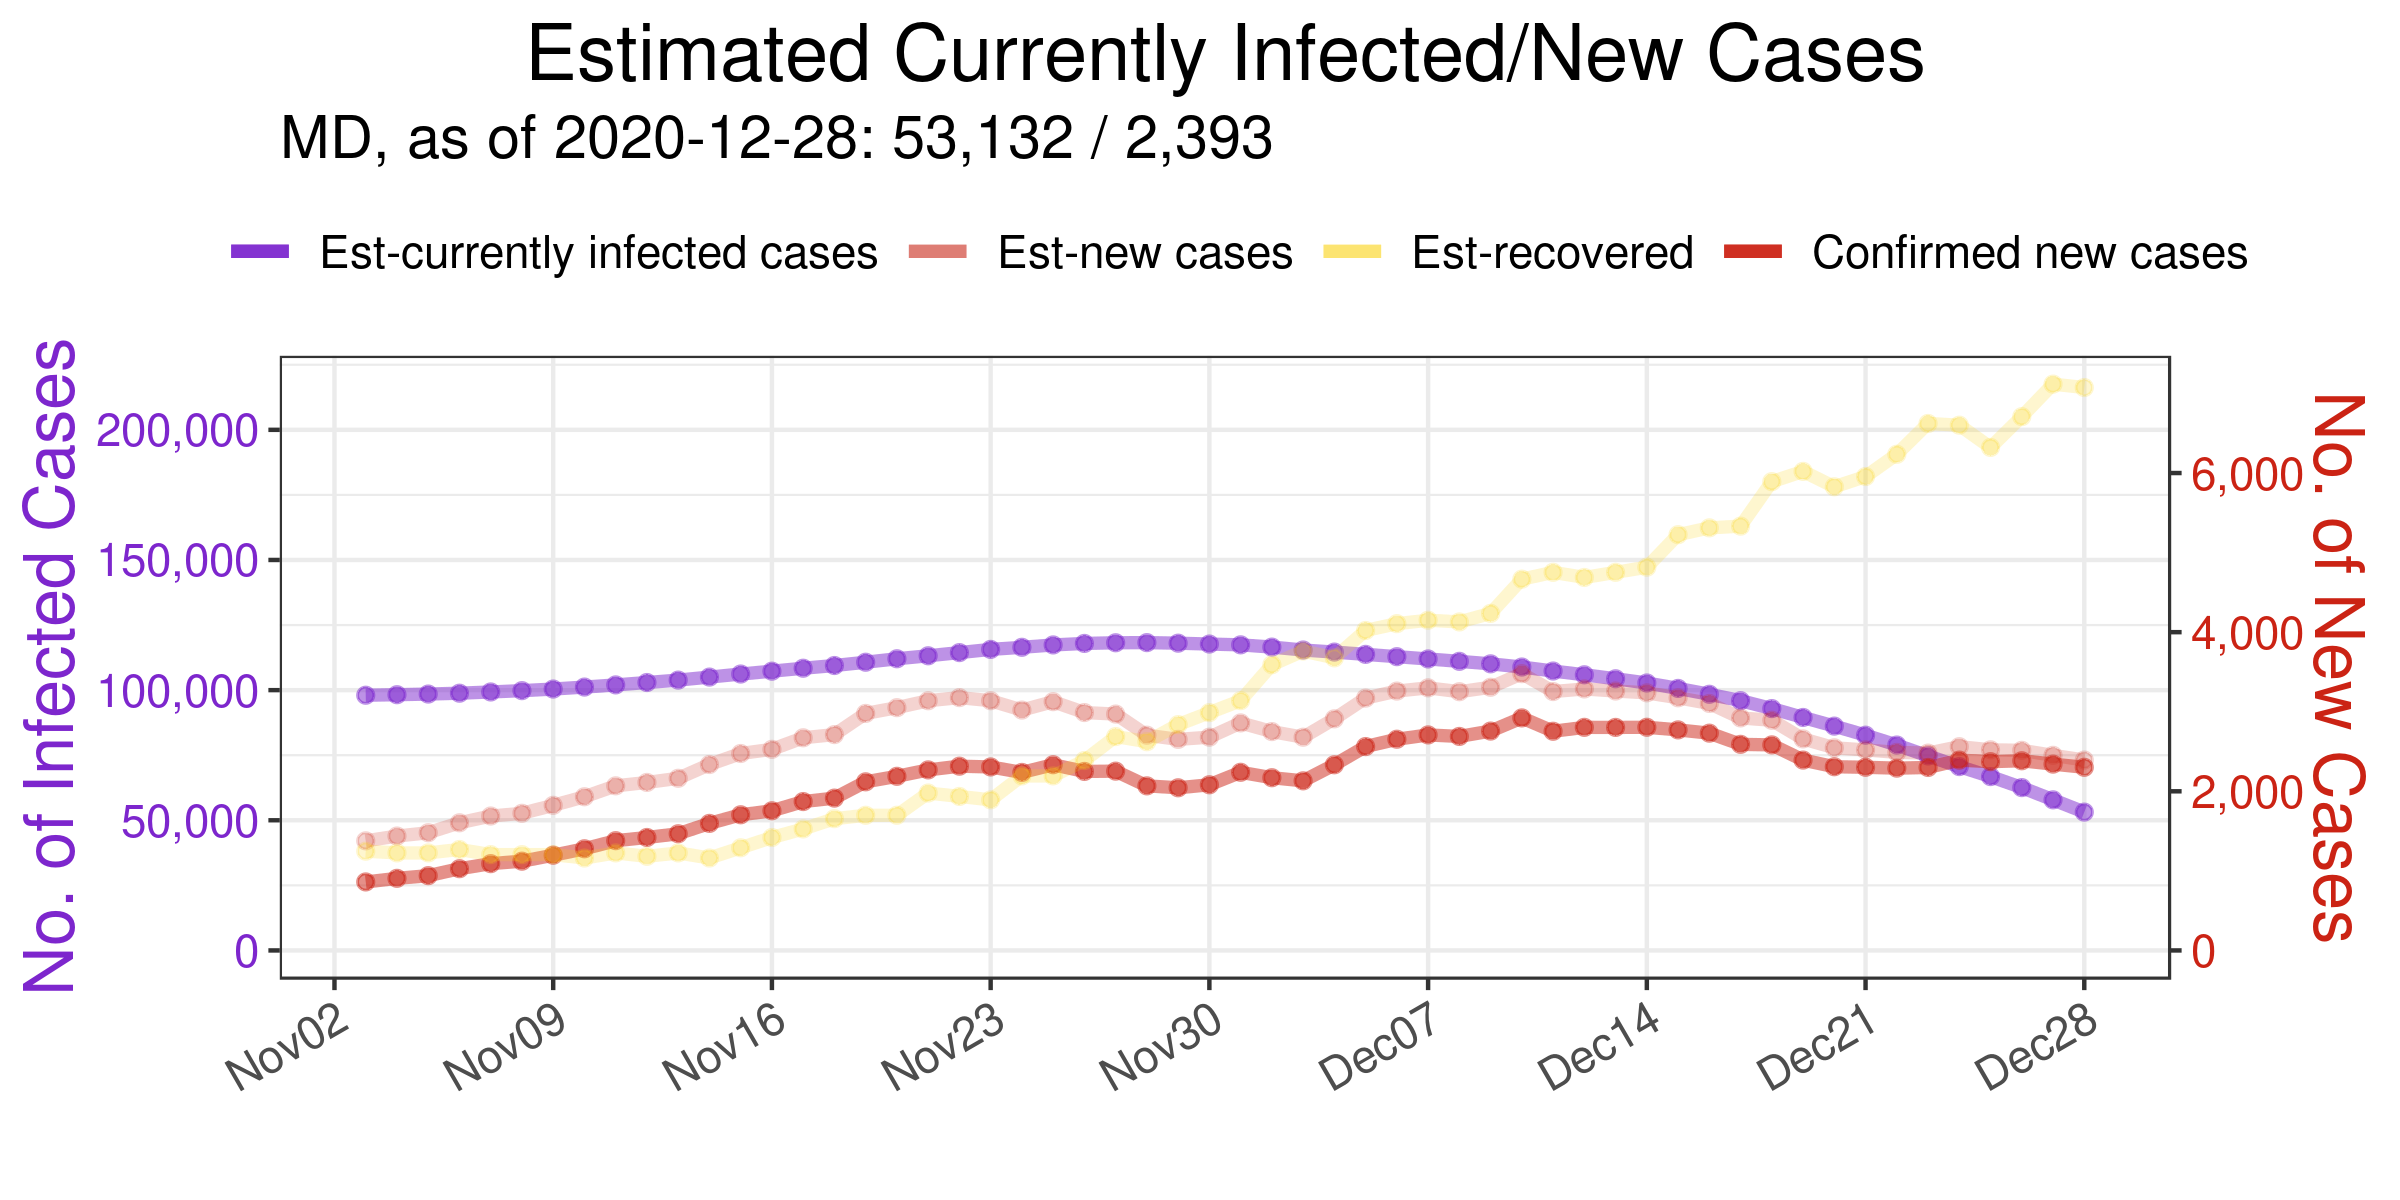 Estimated Currently Infected/New Cases
MD, as of 2020-12-28: 53,132 / 2,393
Est-currently infected cases Est-new cases Est-recovered Confirmed new cases
No. of Infected Cases
200,000
150,000
100,000
50,000
0
6,000
4,000
2,000
0
No. of New Cases
Nov02 Nov09 Nov16 Nov23 Nov30 Dec07 Dec14 Dec21 Dec28